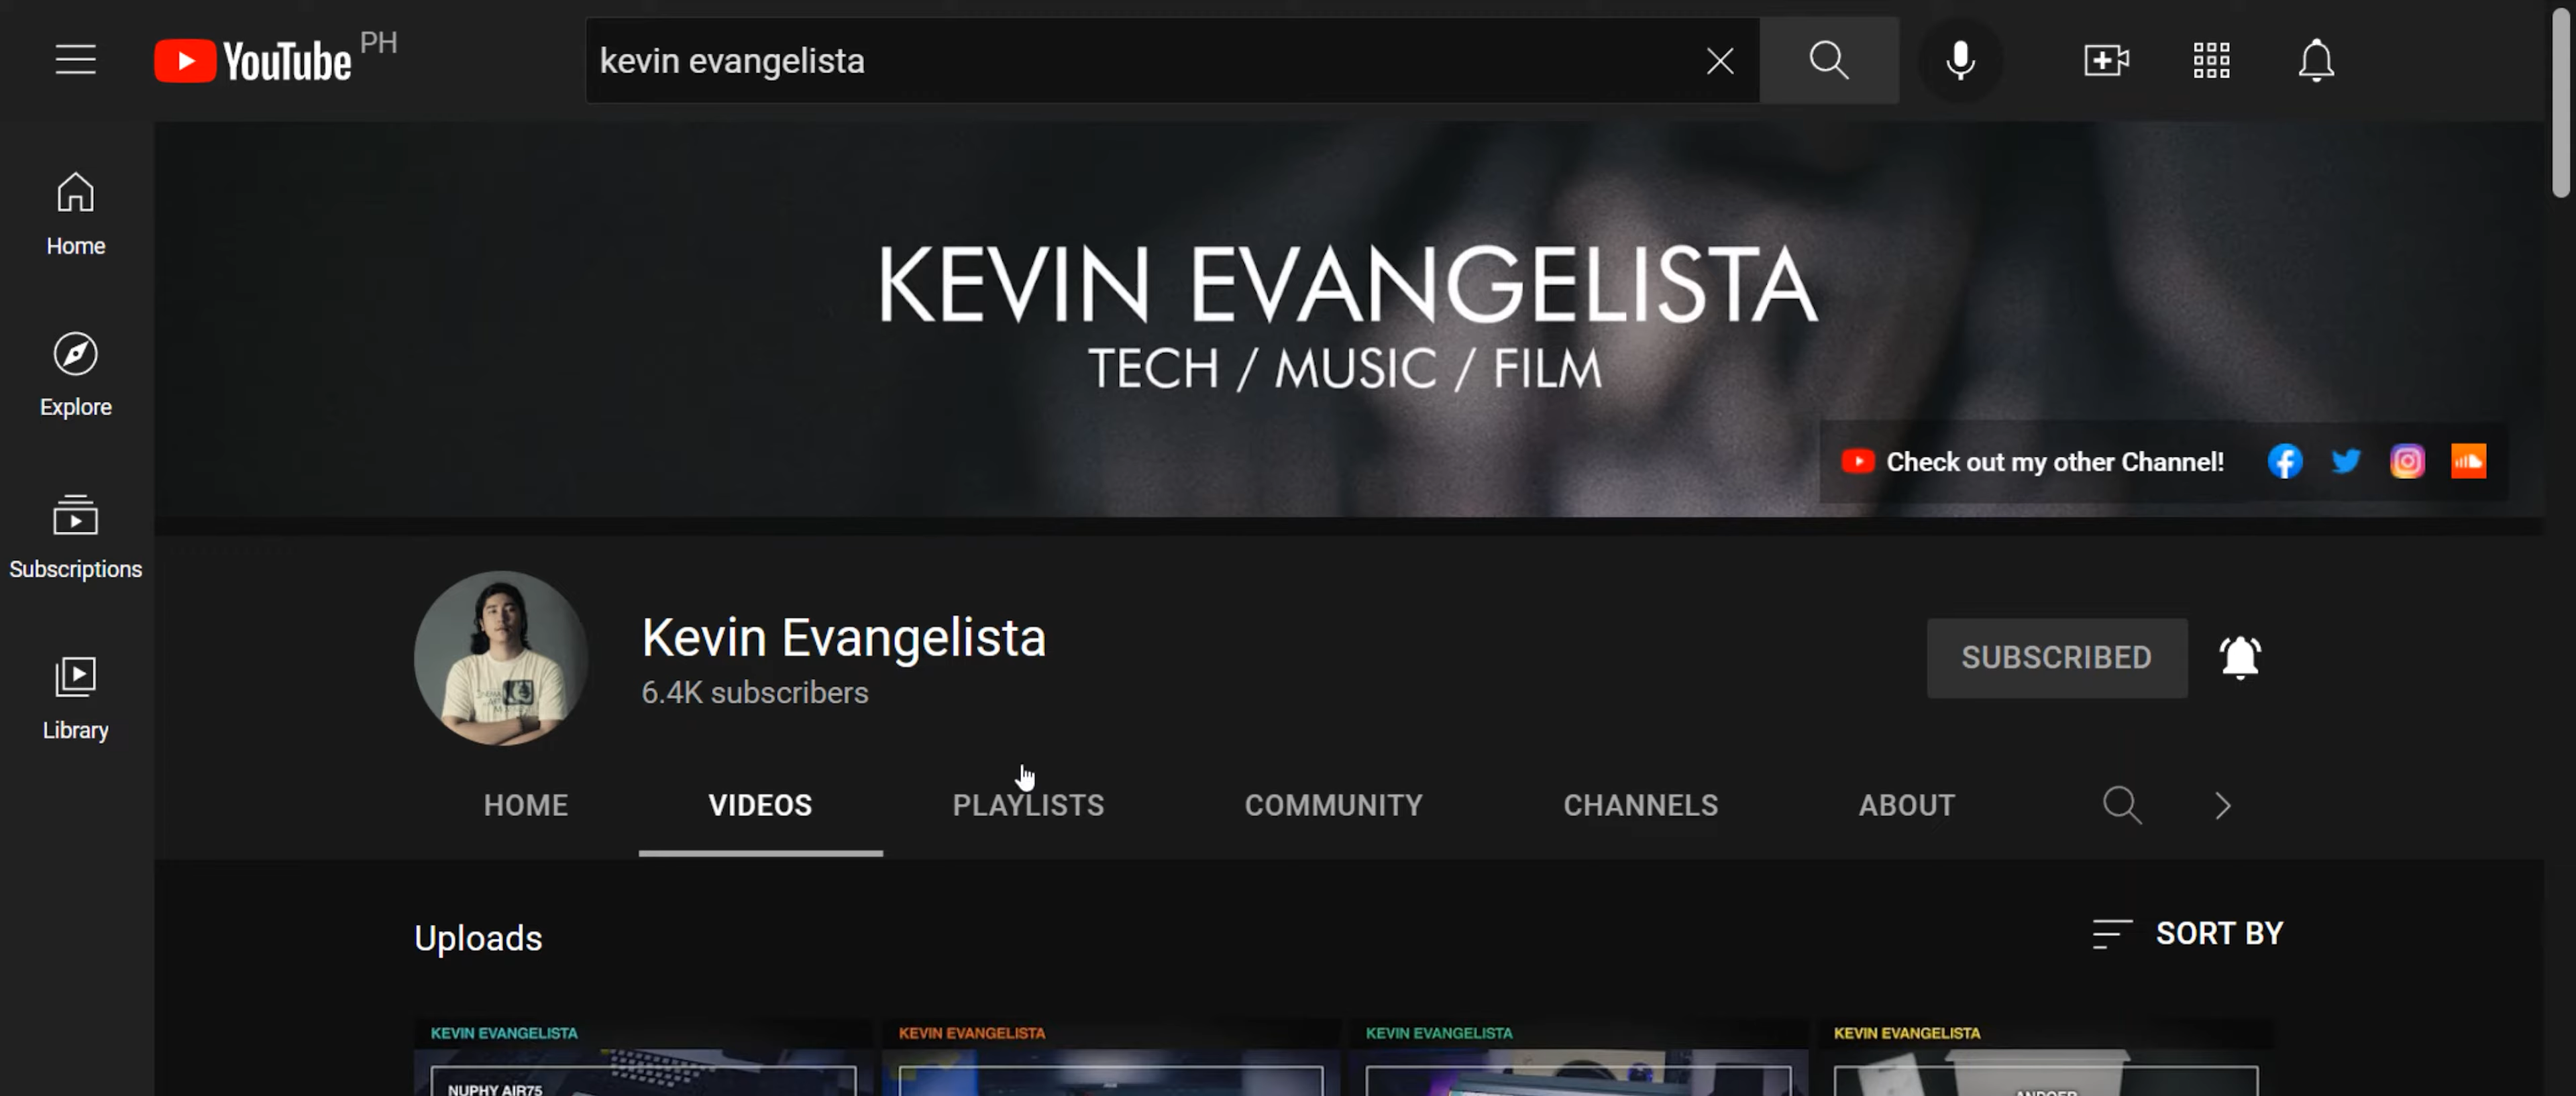 YouTube PH
kevin evangelista
Home
Explore
Subscriptions
Library
KEVIN EVANGELISTA
TECH / MUSIC / FILM
Check out my other Channel!
Kevin Evangelista
6.4K subscribers
SUBSCRIBED
HOME VIDEOS PLAYLISTS COMMUNITY CHANNELS ABOUT
Uploads
SORT BY
KEVIN EVANGELISTA KEVIN EVANGELISTA KEVIN EVANGELISTA KEVIN EVANGELISTA
NUPHY AIR75